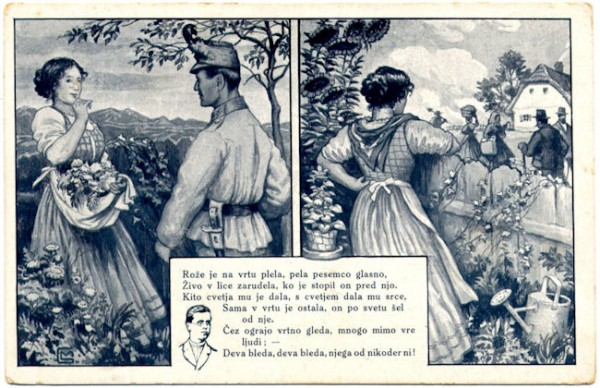 Rože je na vrtu plela, pela pesemco glasno,
Živo v lice zarudela, ko je stopil on pred njo.
Kito cvetja mu je dala, s cvetjem dala mu srce,
Sama v vrtu je ostala, on po svetu šel
od nje.
Čez ograjo vrtno gleda, mnogo mimo vre
ljudi; —
Deva bleda, deva bleda, njega od nikoder ni!